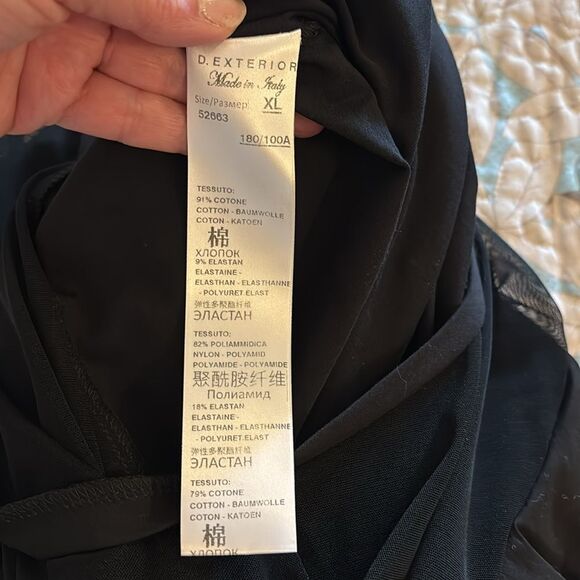 D.EXTERIOR
Made in Italy
Size/Размер: XL
52663
180/100A
TESSUTO:
91% COTONE
COTTON - BAUMWOLLE
COTON - KATOEN
棉
ХЛОПОК
9% ELASTAN
ELASTAINE -
ELASTHAN - ELASTHANNE
- POLYURET.ELAST
弹性多聚酯纤维
ЭЛАСТАН
TESSUTO:
82% POLIAMMIDICA
NYLON - POLYAMID
POLYAMIDE - POLYAMIDE
聚酰胺纤维
Полиамид
18% ELASTAN
ELASTAINE -
ELASTHAN - ELASTHANNE
- POLYURET.ELAST
弹性多聚酯纤维
ЭЛАСТАН
TESSUTO:
79% COTONE
COTTON - BAUMWOLLE
COTON - KATOEN
棉
ХЛОПОК